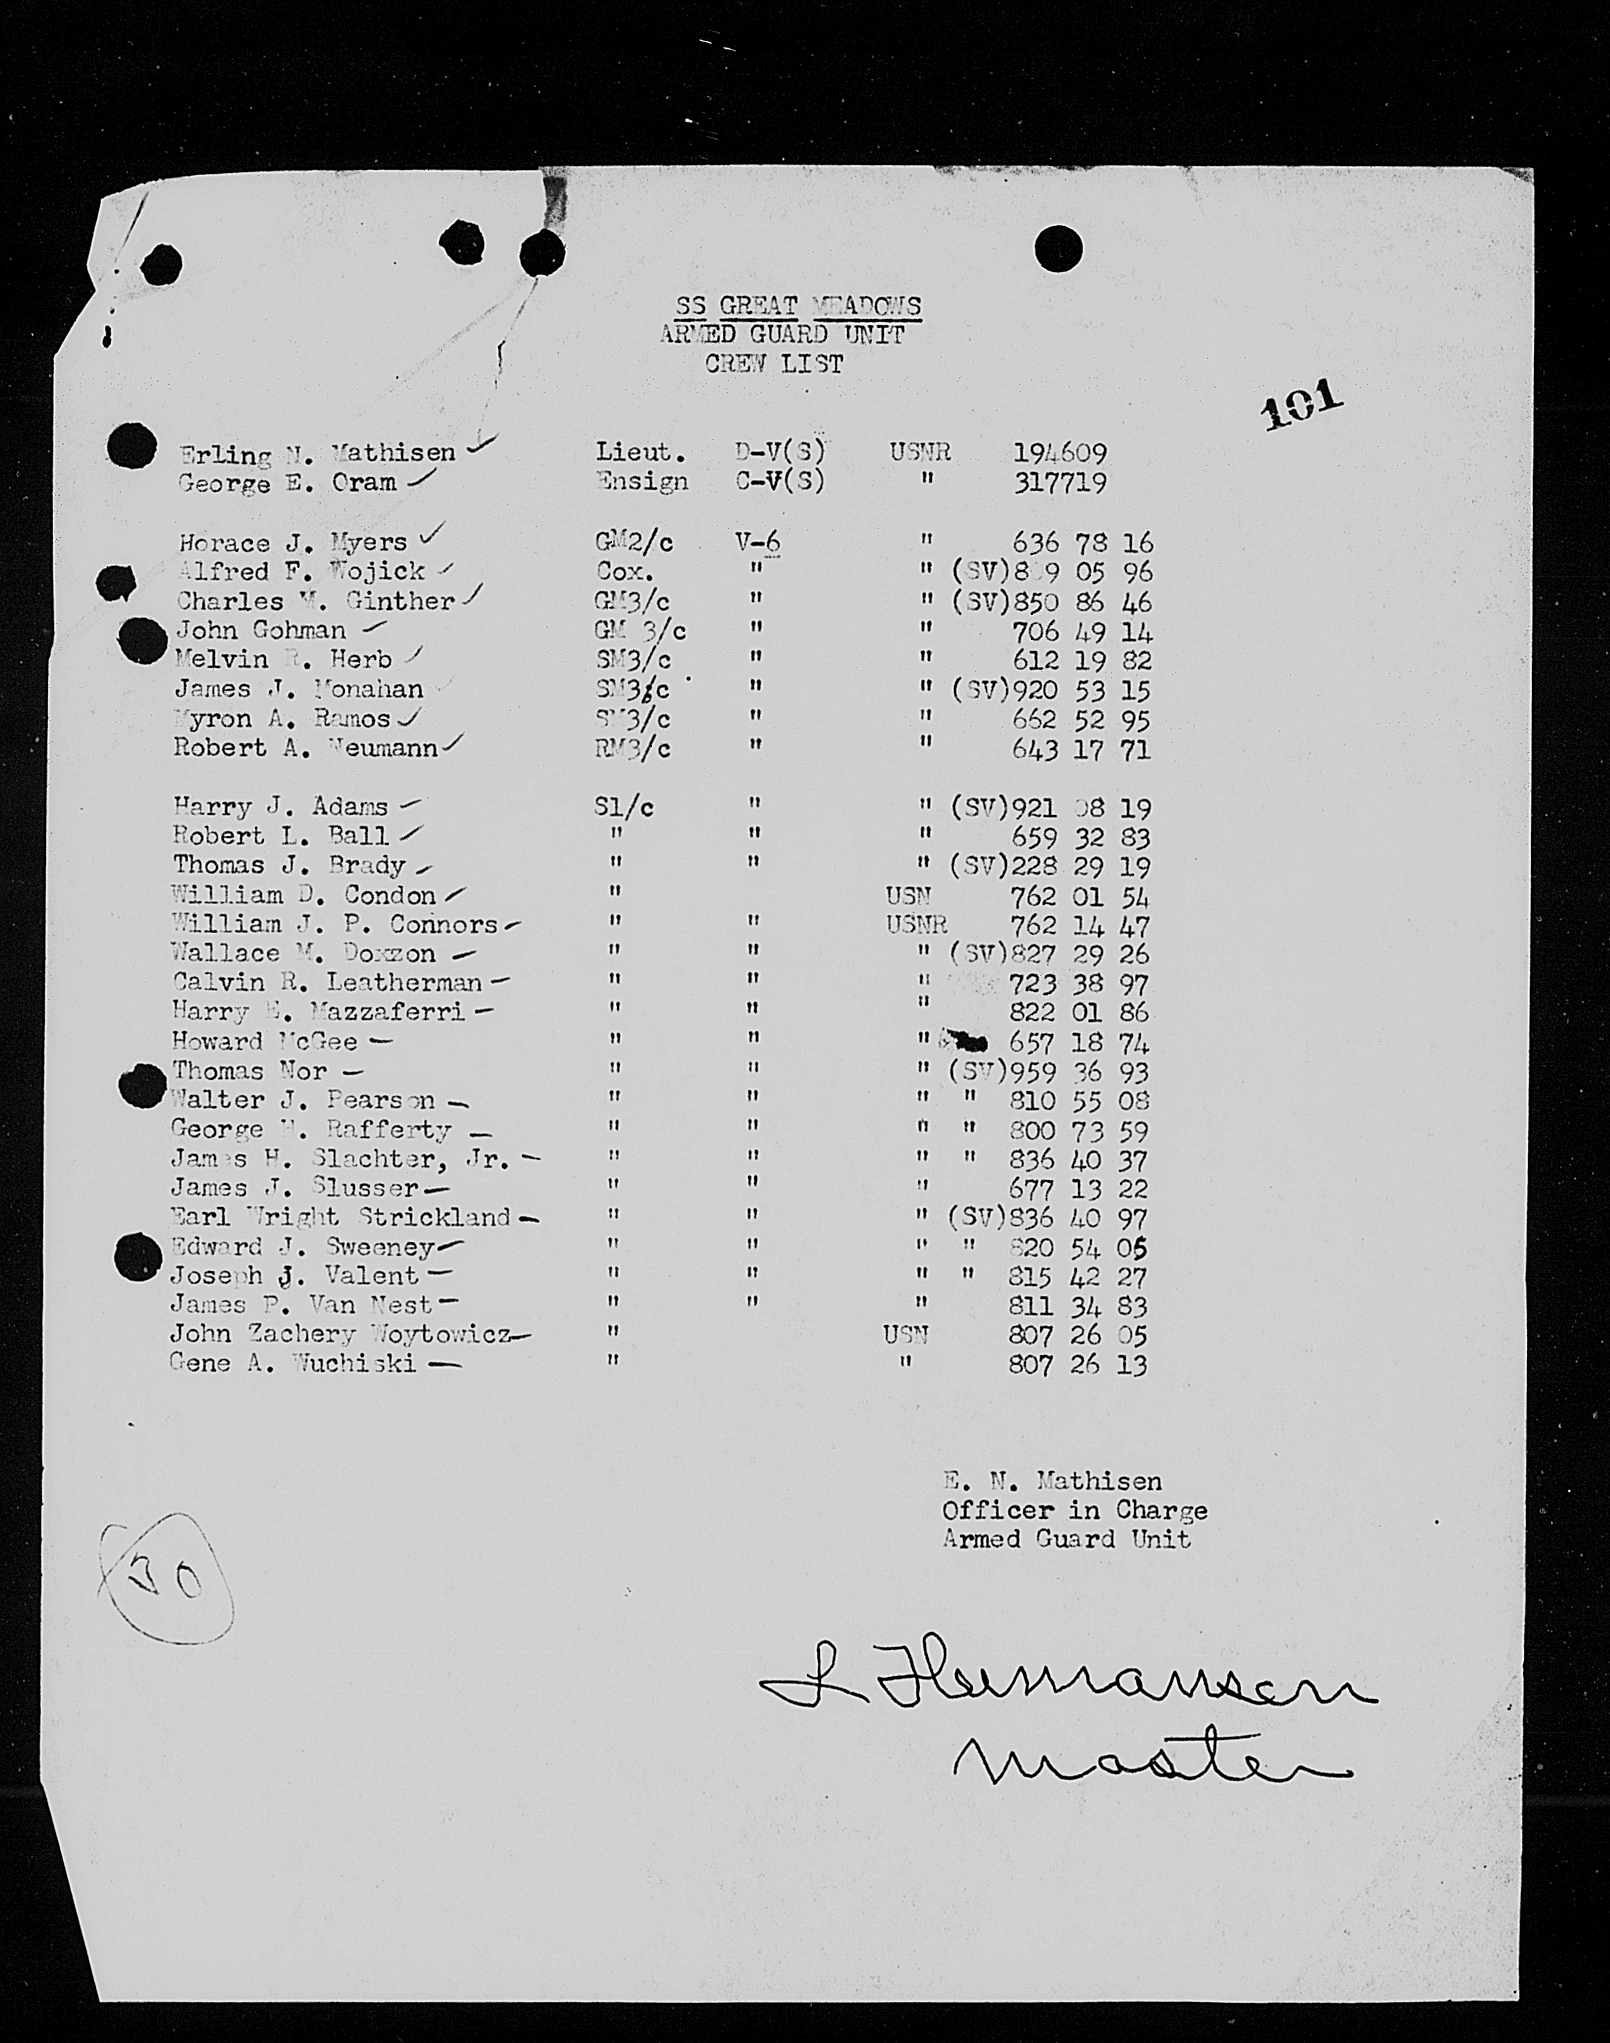 SS GREAT MEADOWS
ARMED GUARD UNIT
CREW LIST
101
Erling N. Mathisen ✓ Lieut. D-V(S) USNR 194609
George E. Oram ✓ Ensign C-V(S) " 317719
Horace J. Myers ✓ GM2/c V-6 " 636 78 16
Alfred F. Wojick ✓ Cox. " " (SV) 05 96
Charles M. Ginther ✓ GM3/c " " (SV)850 86 46
John Gohman ✓ GM 3/c " " 706 49 14
Melvin R. Herb ✓ SM3/c " " 612 19 82
James J. Monahan ✓ SM3/c " " (SV)920 53 15
Myron A. Ramos ✓ SM3/c " " 662 52 95
Robert A. Neumann ✓ RM3/c " " 643 17 71
Harry J. Adams - S1/c " " (SV)921 08 19
Robert L. Ball ✓ " " " 659 32 83
Thomas J. Brady - " " " (SV)228 29 19
William D. Condon - " USN 762 01 54
William J. P. Connors - " " USNR 762 14 47
Wallace M. Doxzon - " " " (SV)827 29 26
Calvin R. Leatherman - " " " 723 38 97
Harry E. Mazzaferri - " " " 822 01 86
Howard McGee - " " " 657 18 74
Thomas Nor - " " " (SV)959 36 93
Walter J. Pearson - " " " " 810 55 08
George H. Rafferty - " " " " 800 73 59
James H. Slachter, Jr. - " " " " 836 40 37
James J. Slusser - " " " 677 13 22
Earl Wright Strickland - " " " (SV)836 40 97
Edward J. Sweeney - " " " " 820 54 05
Joseph J. Valent - " " " " 815 42 27
James P. Van Nest - " " " 811 34 83
John Zachery Woytowicz - " USN 807 26 05
Gene A. Wuchiski - " " 807 26 13
E. N. Mathisen
Officer in Charge
Armed Guard Unit
30
L Hermansen
Master